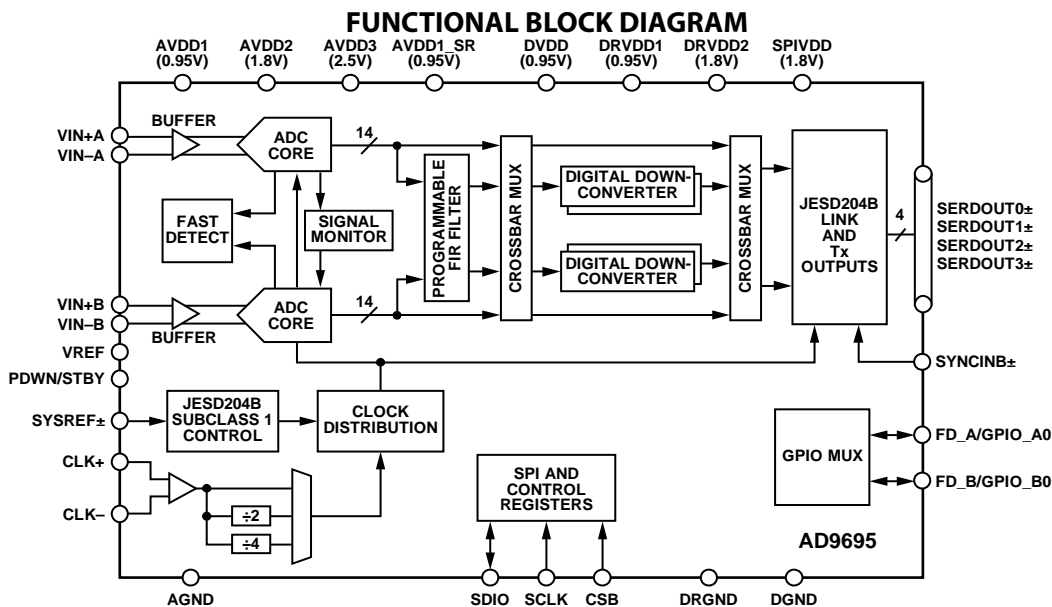 FUNCTIONAL BLOCK DIAGRAM
AVDD1
(0.95V)
AVDD2
(1.8V)
AVDD3
(2.5V)
AVDD1_SR
(0.95V)
DVDD
(0.95V)
DRVDD1
(0.95V)
DRVDD2
(1.8V)
SPIVDD
(1.8V)
VIN+A
VIN–A
BUFFER
ADC
CORE
14
FAST
DETECT
SIGNAL
MONITOR
PROGRAMMABLE
FIR FILTER
CROSSBAR MUX
DIGITAL DOWN-
CONVERTER
DIGITAL DOWN-
CONVERTER
CROSSBAR MUX
JESD204B
LINK
AND
Tx
OUTPUTS
4
SERDOUT0±
SERDOUT1±
SERDOUT2±
SERDOUT3±
VIN+B
VIN–B
BUFFER
ADC
CORE
14
VREF
PDWN/STBY
SYSREF±
JESD204B
SUBCLASS 1
CONTROL
CLOCK
DISTRIBUTION
SYNCINB±
CLK+
CLK–
÷2
÷4
SPI AND
CONTROL
REGISTERS
GPIO MUX
FD_A/GPIO_A0
FD_B/GPIO_B0
AD9695
AGND
SDIO
SCLK
CSB
DRGND
DGND